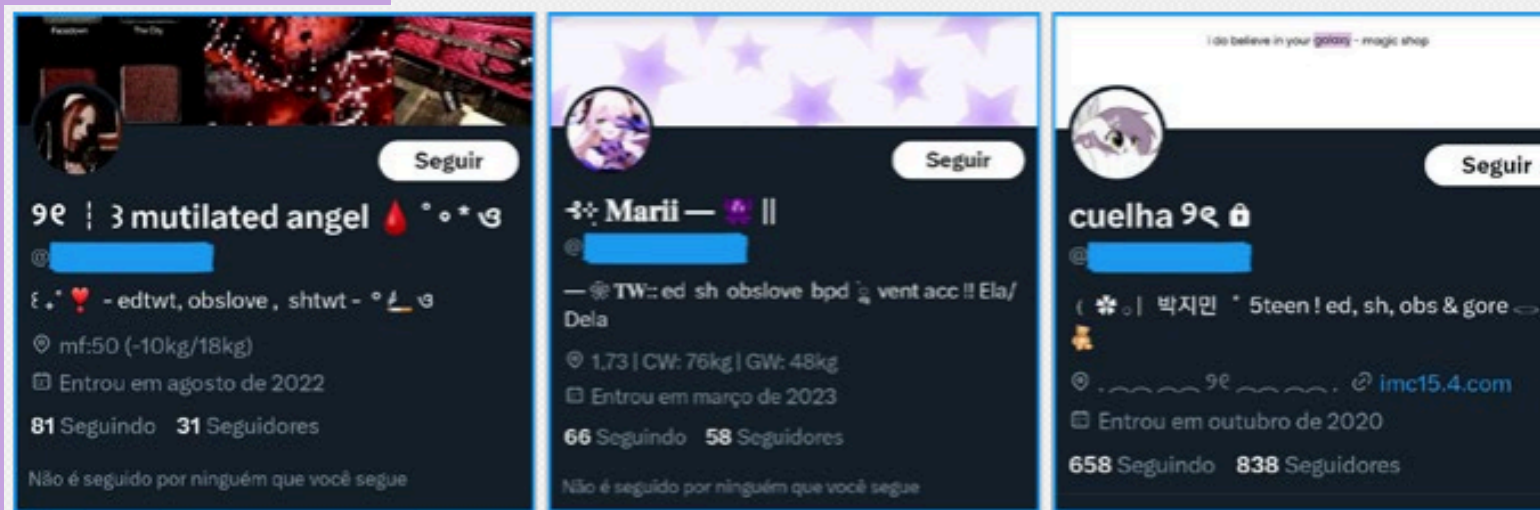 Facedown
The City
Seguir
୨୧ ┆ 3 mutilated angel 🩸 ˚∘*ও
@
꒰ ₊˚❣️ - edtwt, obslove , shtwt - ° 🚬 ও
mf:50 (-10kg/18kg)
Entrou em agosto de 2022
81 Seguindo 31 Seguidores
Não é seguido por ninguém que você segue
Seguir
Marii — ||
@
— TW:: ed sh obslove bpd vent acc !! Ela/
Dela
1,73 | CW: 76kg | GW: 48kg
Entrou em março de 2023
66 Seguindo 58 Seguidores
Não é seguido por ninguém que você segue
i do believe in your galaxy - magic shop
Seguir
cuelha ୨୧ 🔒
@
( ✽ ｡| 박지민 ˚ 5teen ! ed, sh, obs & gore
🧸
. ︵︵︵ ୨୧ ︵︵︵ . imc15.4.com
Entrou em outubro de 2020
658 Seguindo 838 Seguidores